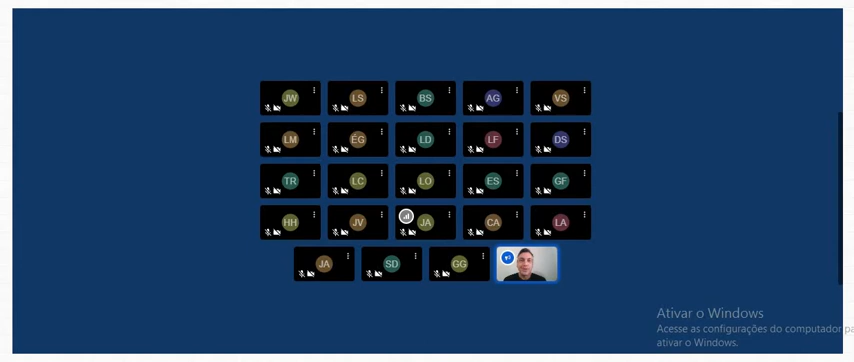 JW LS BS AG VS
LM ÉG LD LF DS
TR LC LO ES GF
HH JV JA CA LA
JA SD GG
Ativar o Windows
Acesse as configurações do computador pa
ativar o Windows.